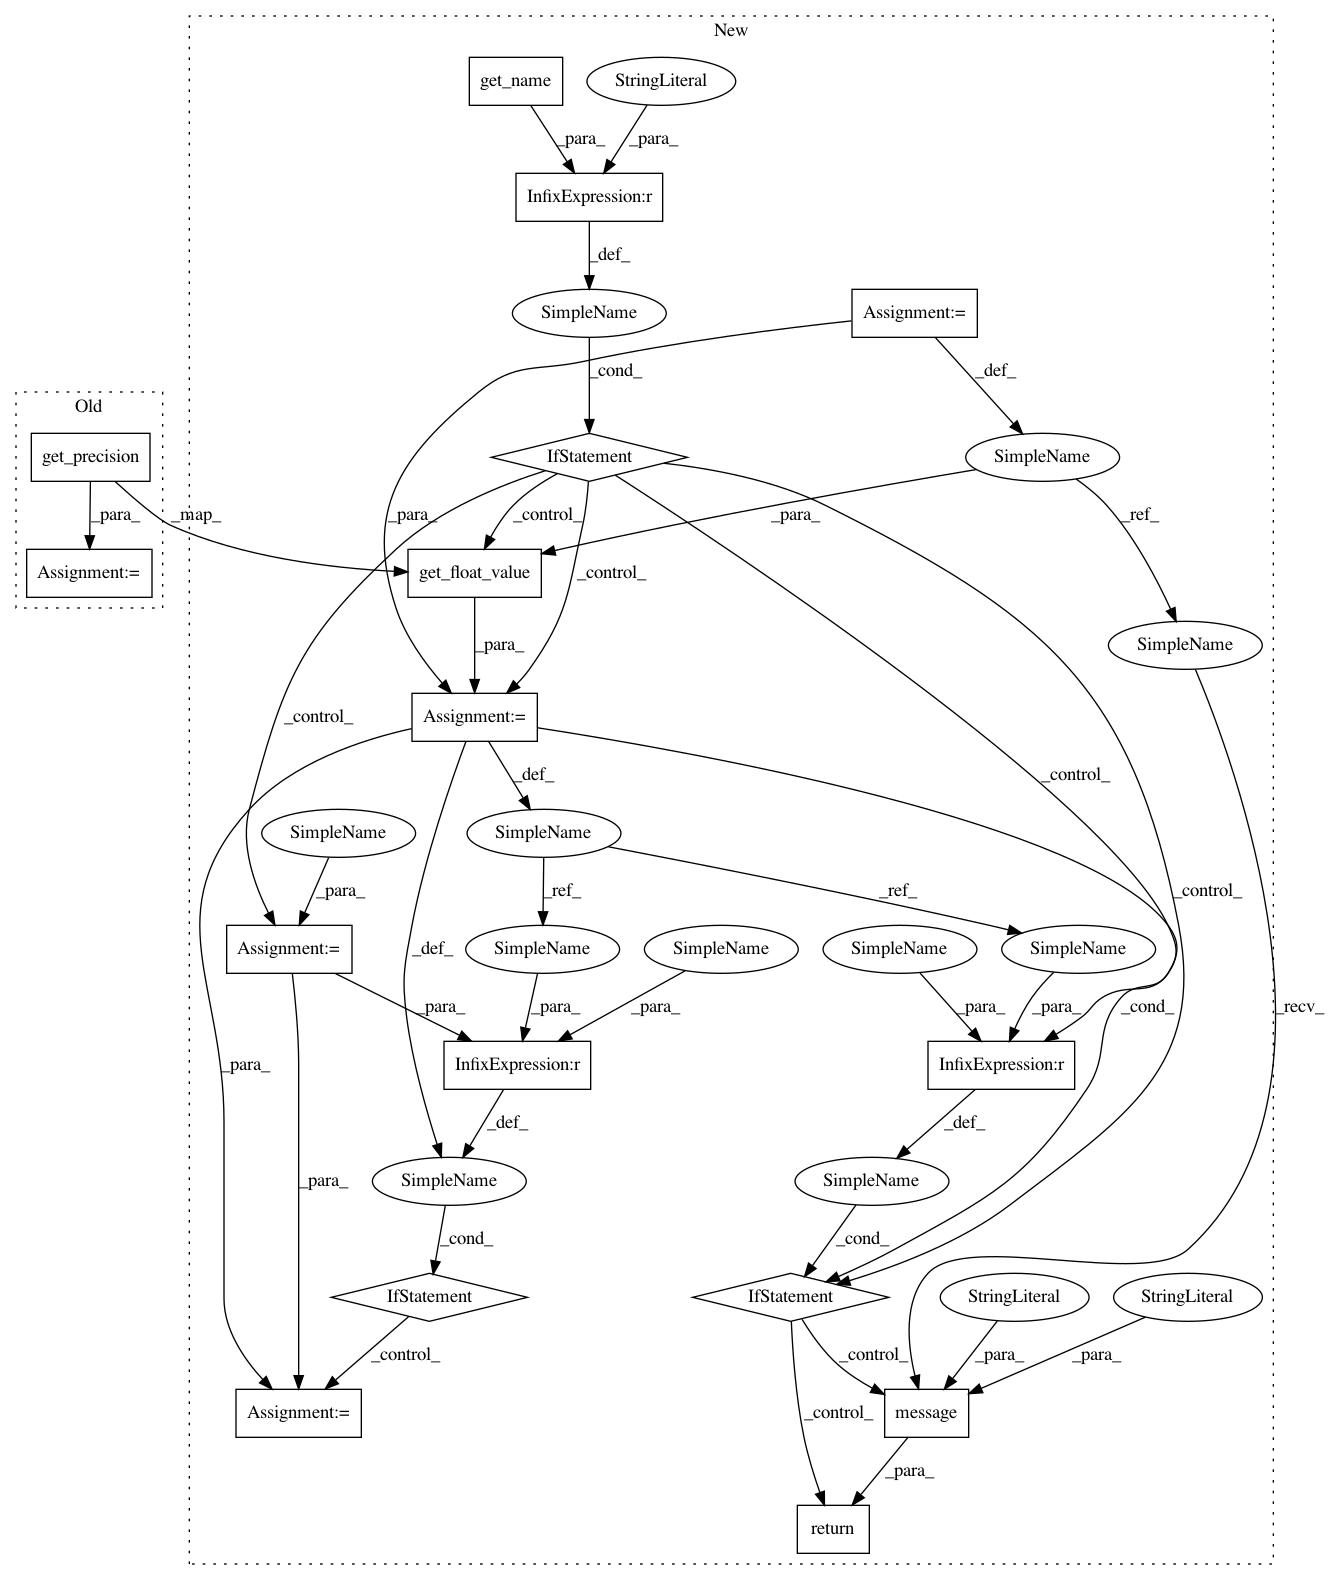 New
get_name
StringLiteral
_para_
_para_
InfixExpression:r
_def_
SimpleName
Assignment:=
_cond_
_def_
Old
get_precision
IfStatement
SimpleName
_para_
_map_
_para_
_control_
_para_
_ref_
Assignment:=
get_float_value
_control_
_para_
SimpleName
_control_
Assignment:=
_def_
_control_
SimpleName
SimpleName
_para_
_ref_
_ref_
_control_
Assignment:=
_def_
SimpleName
SimpleName
SimpleName
SimpleName
_para_
_para_
_para_
_para_
_para_
_cond_
_recv_
_para_
InfixExpression:r
InfixExpression:r
_def_
_def_
_para_
SimpleName
SimpleName
_cond_
_cond_
IfStatement
IfStatement
StringLiteral
StringLiteral
_control_
_control_
_para_
_para_
Assignment:=
_control_
message
_para_
return